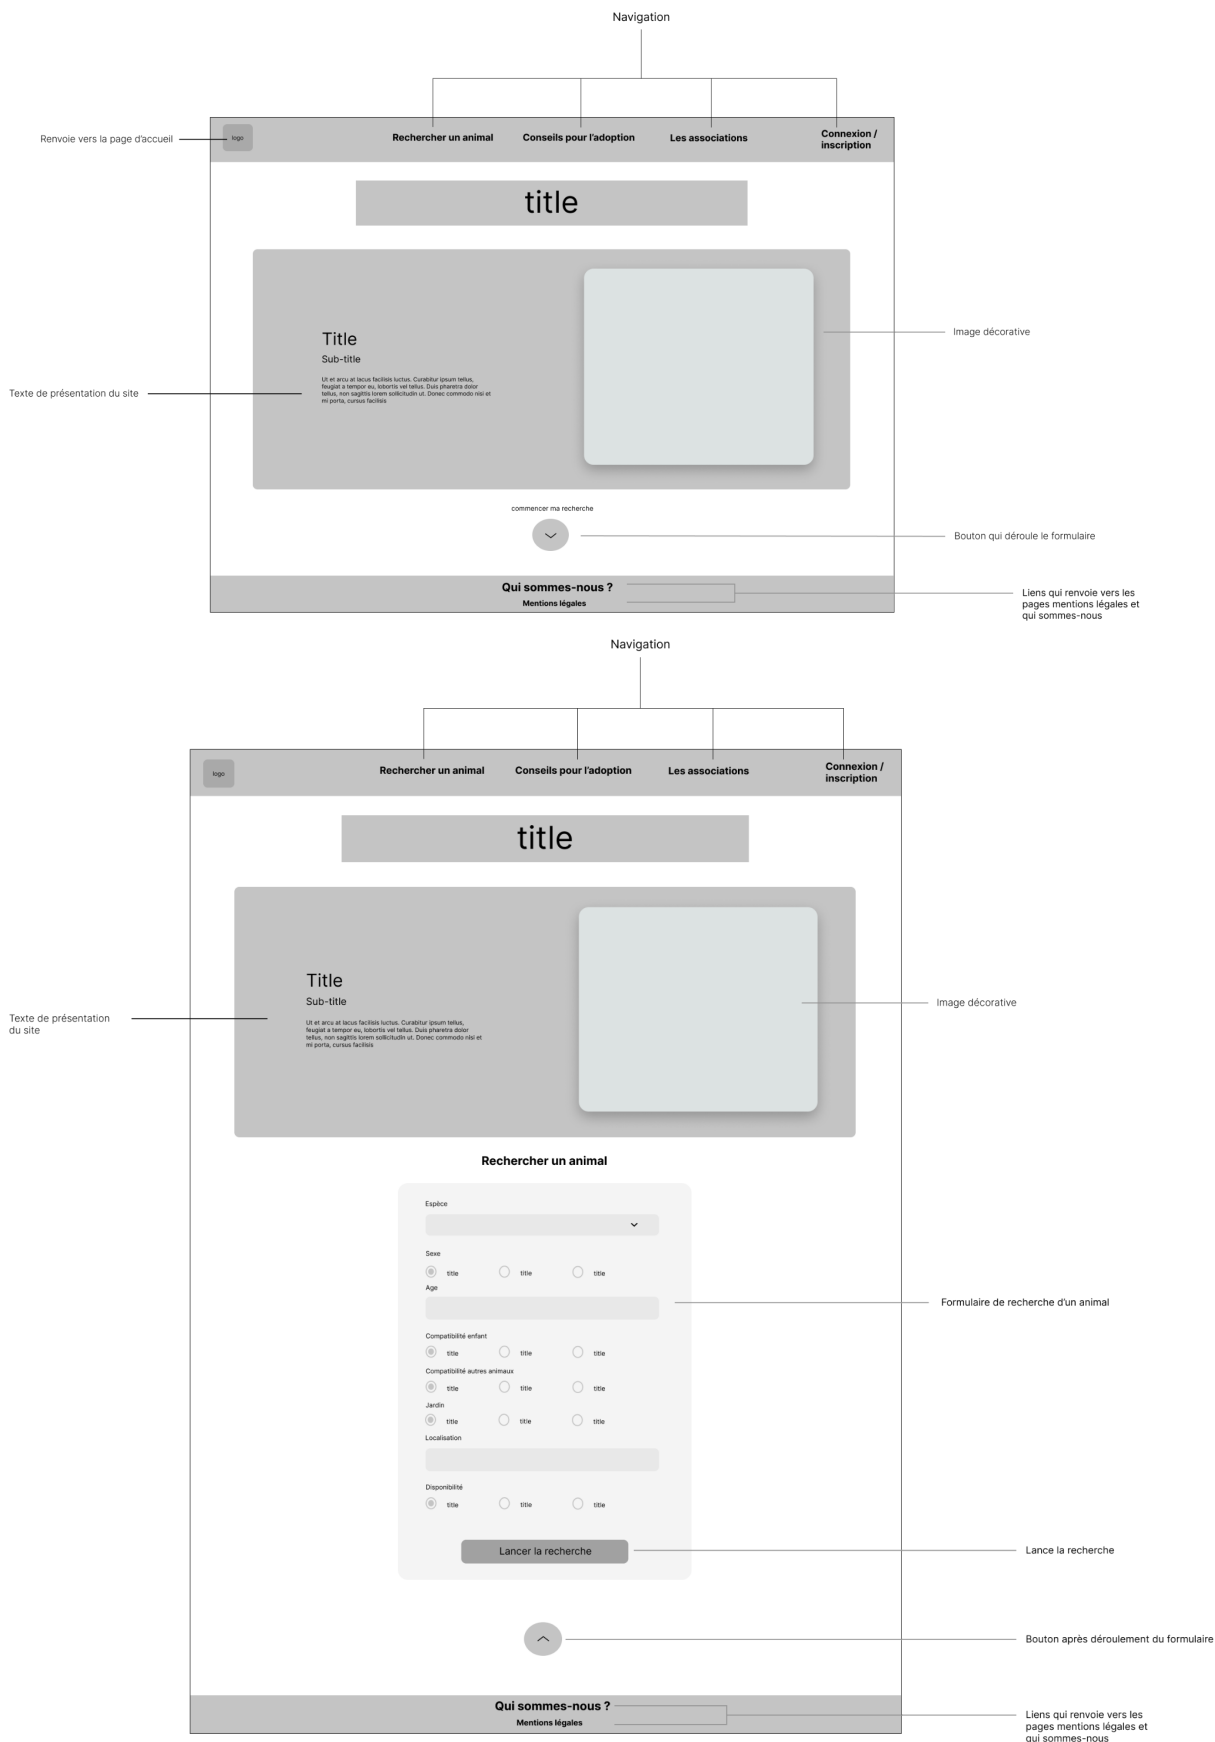 Navigation
Renvoie vers la page d'accueil
logo
Rechercher un animal
Conseils pour l'adoption
Les associations
Connexion /
inscription
title
Title
Sub-title
Ut et arcu at lacus facilisis luctus. Curabitur ipsum tellus,
feugiat a tempor eu, lobortis vel tellus. Duis pharetra dolor
tellus, non sagittis lorem sollicitudin ut. Donec commodo nisi et
mi porta, cursus facilisis
Texte de présentation du site
Image décorative
commencer ma recherche
Bouton qui déroule le formulaire
Qui sommes-nous ?
Mentions légales
Liens qui renvoie vers les
pages mentions légales et
qui sommes-nous
Navigation
logo
Rechercher un animal
Conseils pour l'adoption
Les associations
Connexion /
inscription
title
Title
Sub-title
Ut et arcu at lacus facilisis luctus. Curabitur ipsum tellus,
feugiat a tempor eu, lobortis vel tellus. Duis pharetra dolor
tellus, non sagittis lorem sollicitudin ut. Donec commodo nisi et
mi porta, cursus facilisis
Texte de présentation
du site
Image décorative
Rechercher un animal
Espèce
Sexe
title title title
Age
Formulaire de recherche d'un animal
Compatibilité enfant
title title title
Compatibilité autres animaux
title title title
Jardin
title title title
Localisation
Disponibilité
title title title
Lancer la recherche
Lance la recherche
Bouton après déroulement du formulaire
Qui sommes-nous ?
Mentions légales
Liens qui renvoie vers les
pages mentions légales et
qui sommes-nous